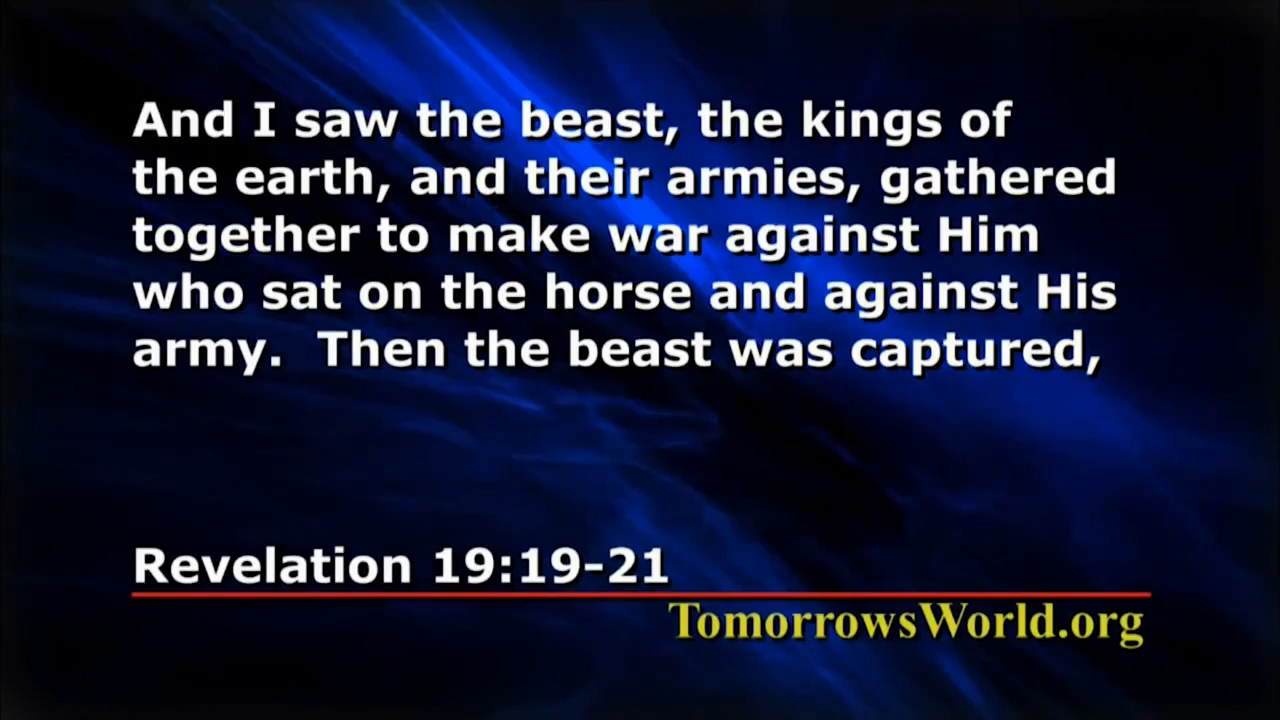 And I saw the beast, the kings of
the earth, and their armies, gathered
together to make war against Him
who sat on the horse and against His
army.  Then the beast was captured,
Revelation 19:19-21
TomorrowsWorld.org